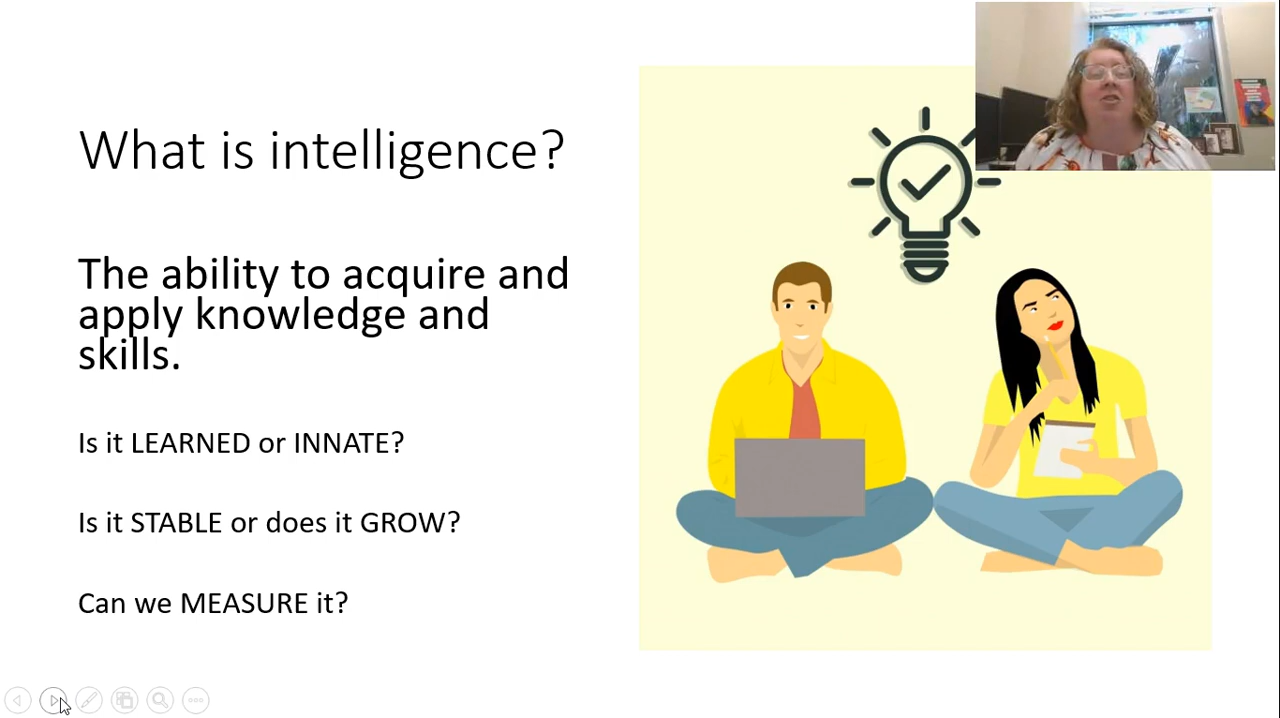 What is intelligence?
The ability to acquire and
apply knowledge and
skills.
Is it LEARNED or INNATE?
Is it STABLE or does it GROW?
Can we MEASURE it?